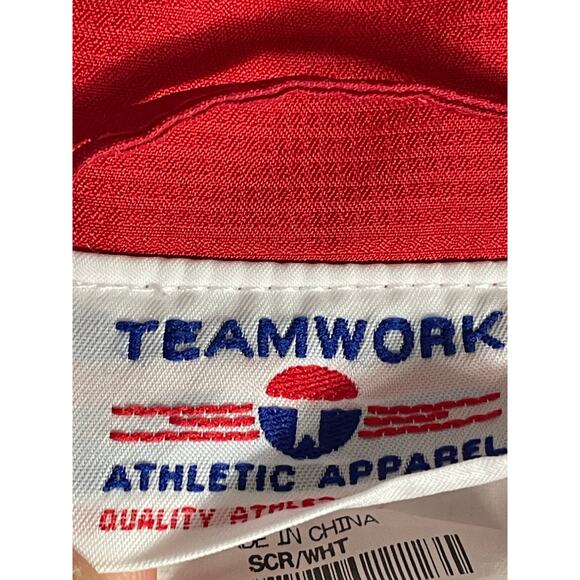 TEAMWORK
T
ATHLETIC APPAREL
QUALITY
IN CHINA
SCR/WHT